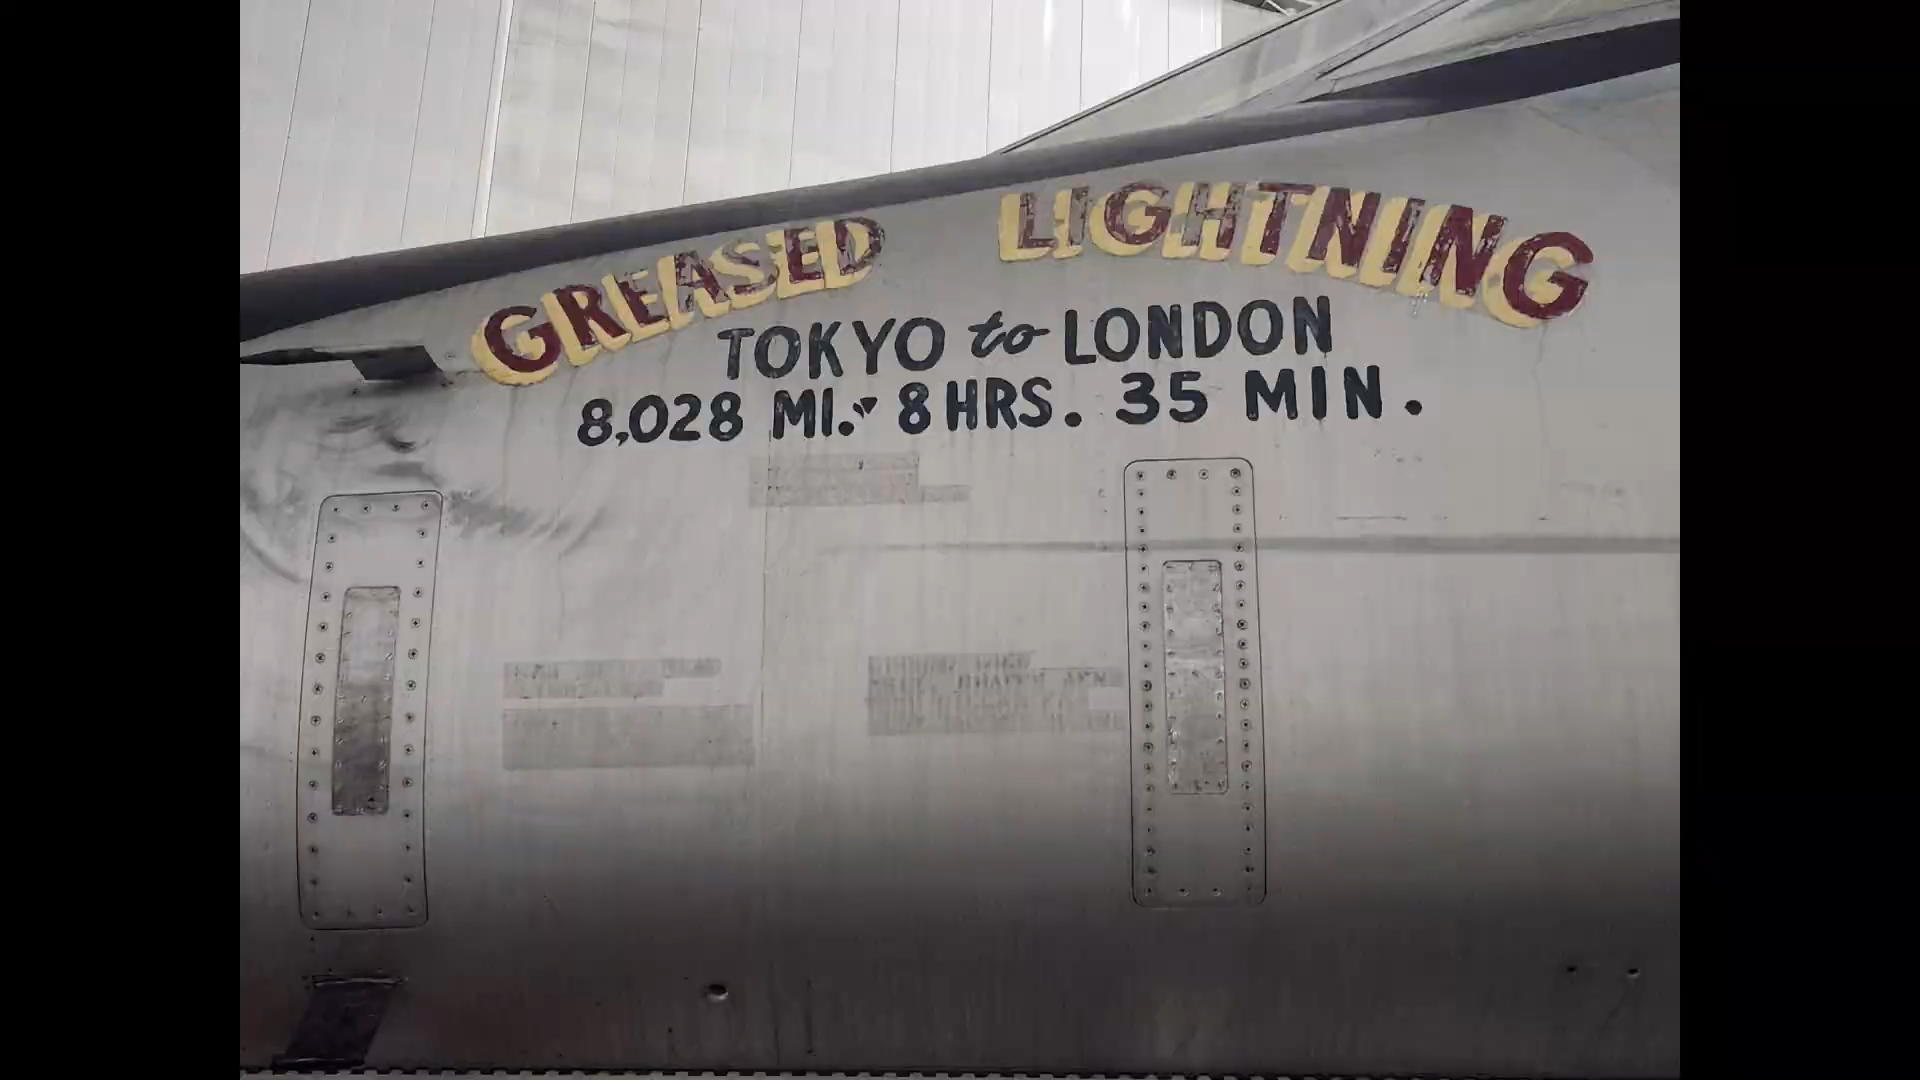 GREASED LIGHTNING
TOKYO to LONDON
8,028 MI. 8 HRS. 35 MIN.